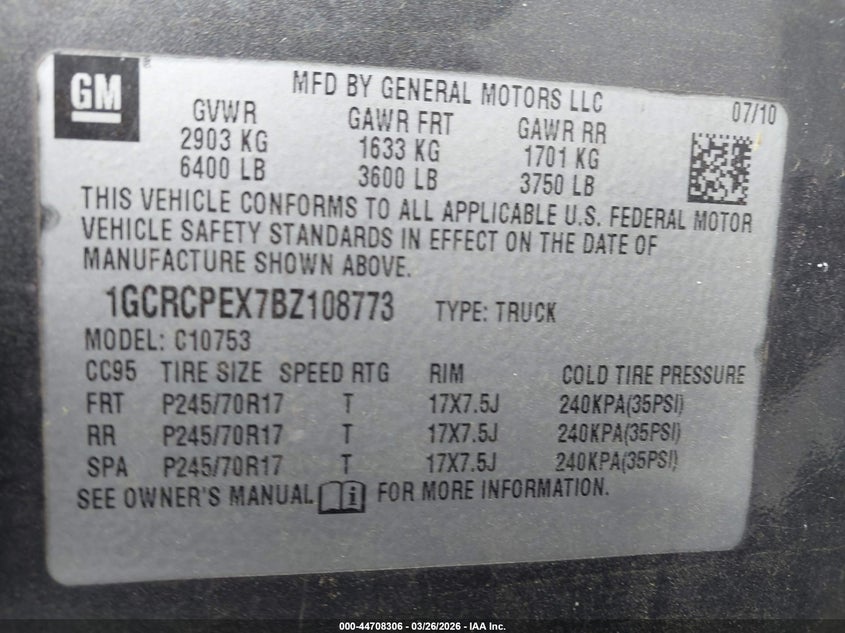 GM
MFD BY GENERAL MOTORS LLC
07/10
GVWR GAWR FRT GAWR RR
2903 KG 1633 KG 1701 KG
6400 LB 3600 LB 3750 LB
THIS VEHICLE CONFORMS TO ALL APPLICABLE U.S. FEDERAL MOTOR
VEHICLE SAFETY STANDARDS IN EFFECT ON THE DATE OF
MANUFACTURE SHOWN ABOVE.
1GCRCPEX7BZ108773 TYPE: TRUCK
MODEL: C10753
CC95 TIRE SIZE SPEED RTG RIM COLD TIRE PRESSURE
FRT P245/70R17 T 17X7.5J 240KPA(35PSI)
RR P245/70R17 T 17X7.5J 240KPA(35PSI)
SPA P245/70R17 T 17X7.5J 240KPA(35PSI)
SEE OWNER'S MANUAL i FOR MORE INFORMATION.
000-44708306 - 03/26/2026 - IAA Inc.